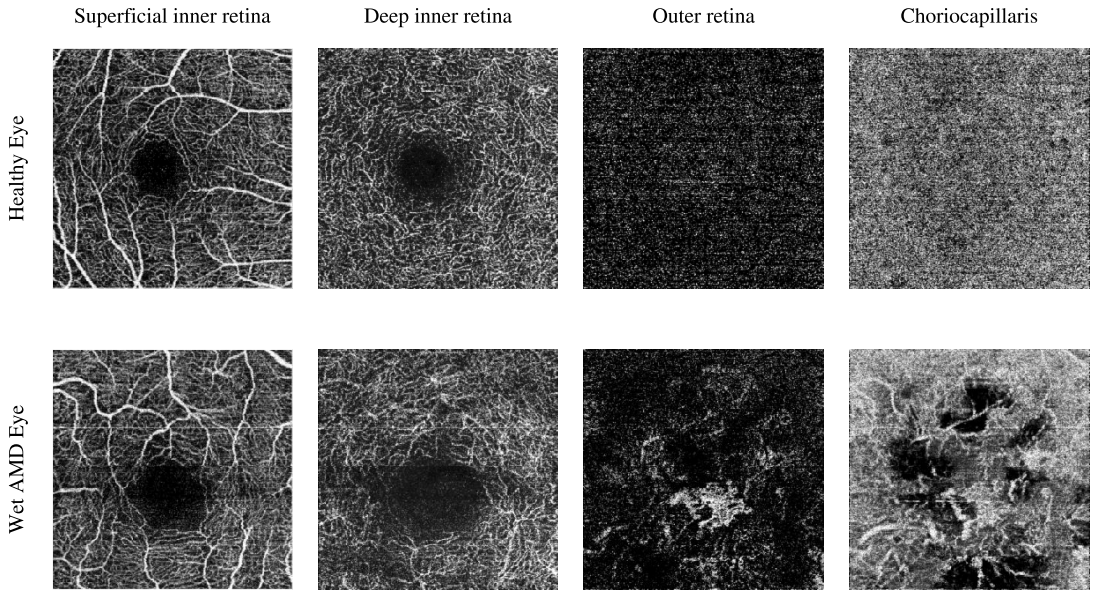 Superficial inner retina
Deep inner retina
Outer retina
Choriocapillaris
Healthy Eye
Wet AMD Eye